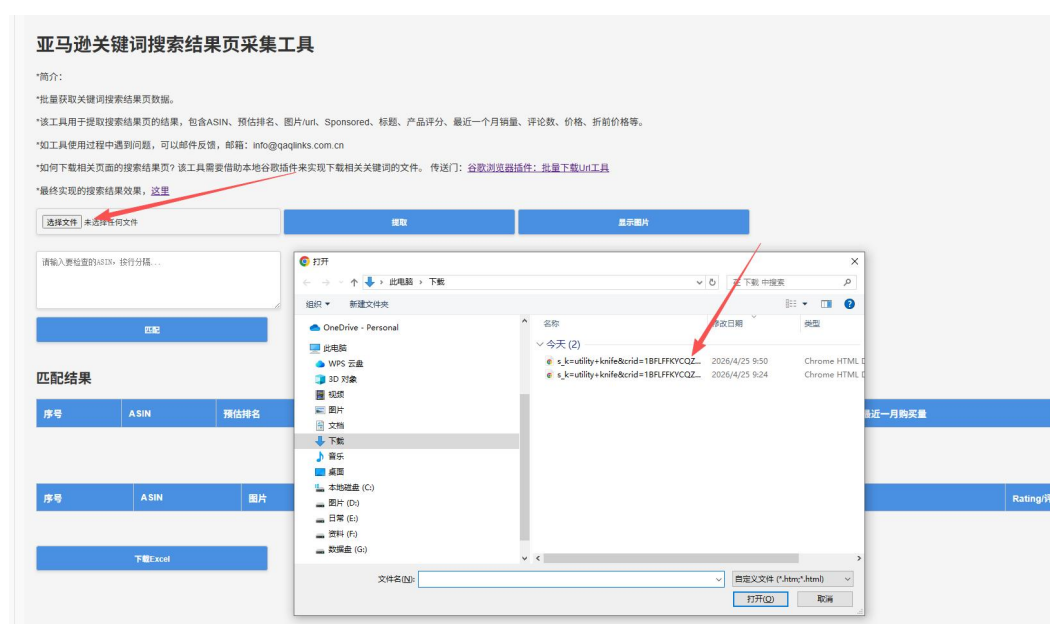 亚马逊关键词搜索结果页采集工具
*简介：
*批量获取关键词搜索结果页数据。
*该工具用于提取搜索结果页的结果，包含ASIN、预估排名、图片/url、Sponsored、标题、产品评分、最近一个月销量、评论数、价格、折前价格等。
*如工具使用过程中遇到问题，可以邮件反馈，邮箱：info@qaqlinks.com.cn
*如何下载相关页面的搜索结果页? 该工具需要借助本地谷歌插件来实现下载相关关键词的文件。 传送门：谷歌浏览器插件：批量下载Url工具
*最终实现的搜索结果效果，这里
选择文件 未选择任何文件 提取 显示图片
请输入要检查的ASIN，按行分隔...
匹配
匹配结果
序号 ASIN 预估排名 最近一月购买量
序号 ASIN 图片 Rating/评
下载Excel
打开
此电脑 › 下载 在 下载 中搜索
组织 新建文件夹
名称 修改日期 类型
OneDrive - Personal
此电脑
WPS 云盘
3D 对象
视频
图片
文档
下载
音乐
桌面
本地磁盘 (C:)
图片 (D:)
日常 (E:)
资料 (F:)
数据盘 (G:)
今天 (2)
s_k=utility+knife&crid=1BFLFFKYCQZ... 2026/4/25 9:50 Chrome HTML D
s_k=utility+knife&crid=1BFLFFKYCQZ... 2026/4/25 9:24 Chrome HTML D
文件名(N): 自定义文件 (*.htm;*.html)
打开(O) 取消